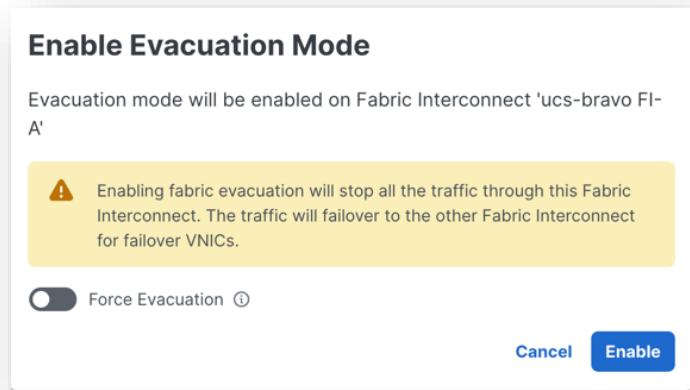 Enable Evacuation Mode
Evacuation mode will be enabled on Fabric Interconnect 'ucs-bravo FI-
A'
Enabling fabric evacuation will stop all the traffic through this Fabric
Interconnect. The traffic will failover to the other Fabric Interconnect
for failover VNICs.
Force Evacuation
Cancel Enable